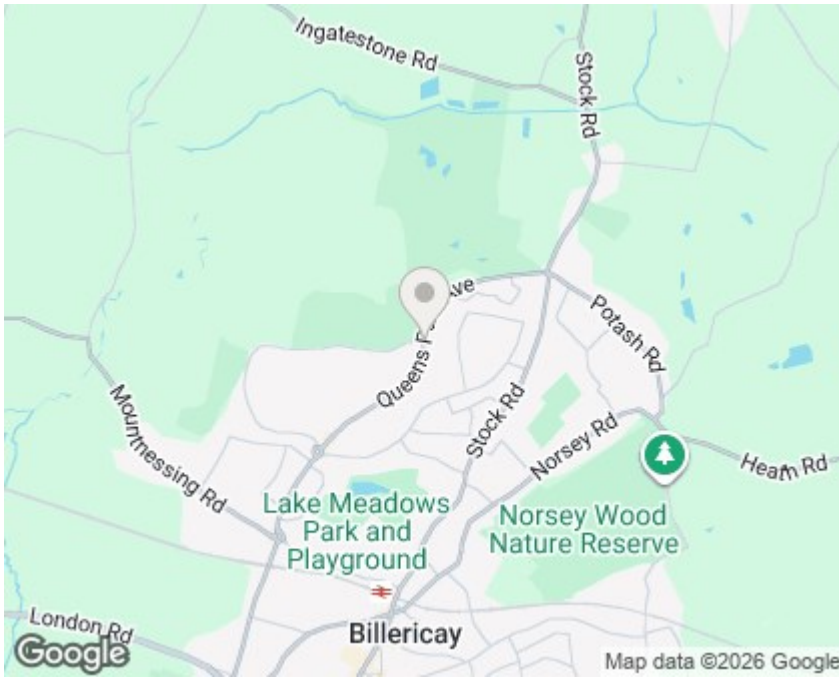 Ingatestone Rd
Stock Rd
Ave
Queens P
Potash Rd
Stock Rd
Norsey Rd
Mountnessing Rd
Heath Rd
Lake Meadows
Park and
Playground
Norsey Wood
Nature Reserve
London Rd
Billericay
Google
Map data ©2026 Google